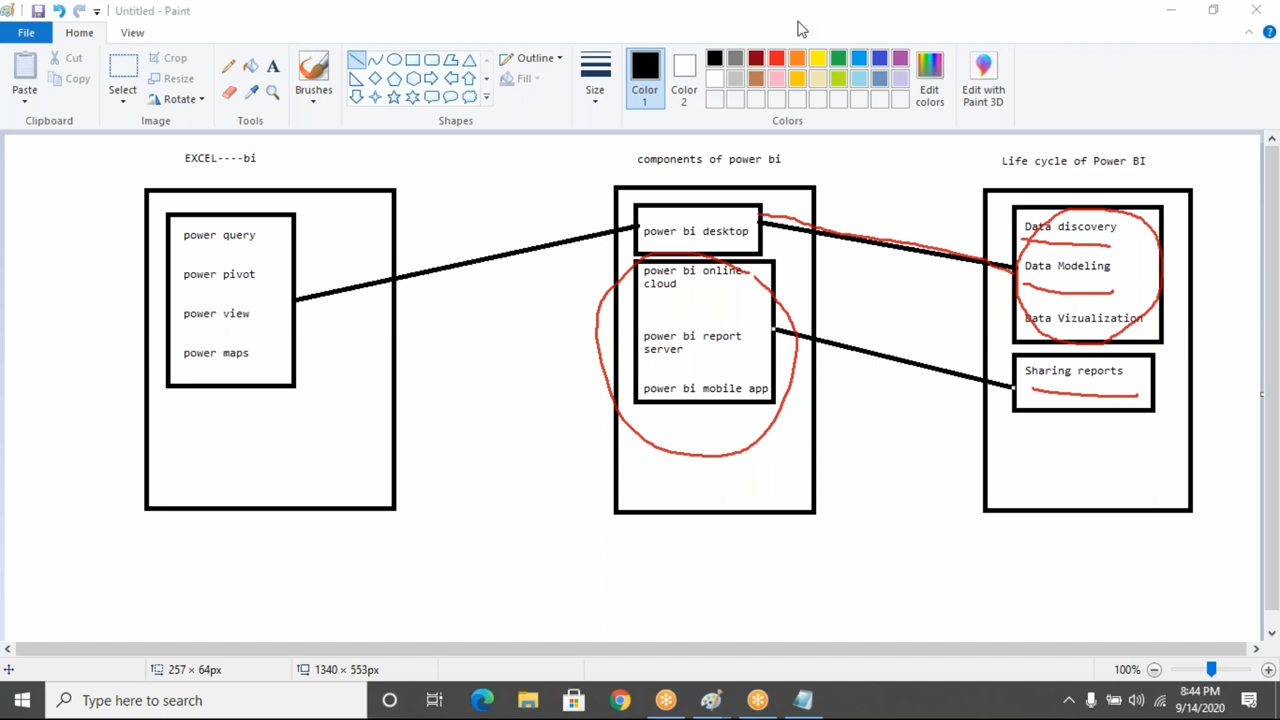 Untitled - Paint
File
Home
View
Paste
Cut
Copy
Clipboard
Select
Crop
Resize
Rotate
Image
Tools
Brushes
Shapes
Outline
Fill
Size
Color 1
Color 2
Colors
Edit colors
Edit with Paint 3D
EXCEL----bi
power query
power pivot
power view
power maps
components of power bi
power bi desktop
power bi online
cloud
power bi report
server
power bi mobile app
Life cycle of Power BI
Data discovery
Data Modeling
Data Vizualization
Sharing reports
257 × 64px
1340 × 553px
100%
Type here to search
8:44 PM
9/14/2020